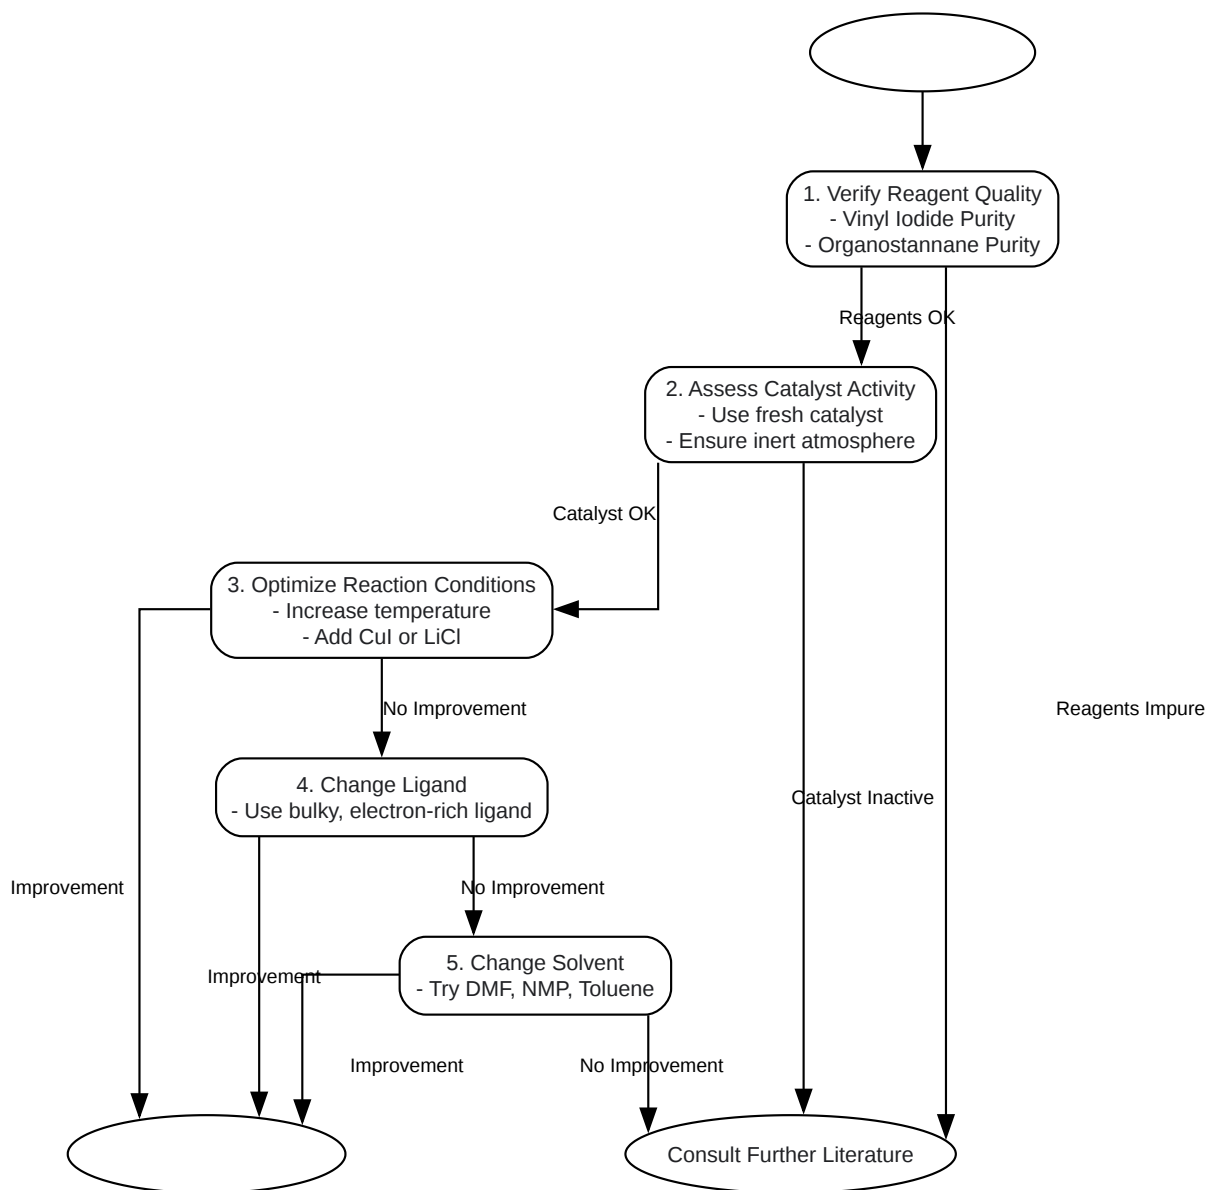 1. Verify Reagent Quality
- Vinyl Iodide Purity
- Organostannane Purity
Reagents OK
2. Assess Catalyst Activity
- Use fresh catalyst
- Ensure inert atmosphere
Catalyst OK
3. Optimize Reaction Conditions
- Increase temperature
- Add CuI or LiCl
No Improvement
Reagents Impure
4. Change Ligand
- Use bulky, electron-rich ligand
Catalyst Inactive
Improvement
No Improvement
5. Change Solvent
- Try DMF, NMP, Toluene
Improvement
Improvement
No Improvement
Consult Further Literature